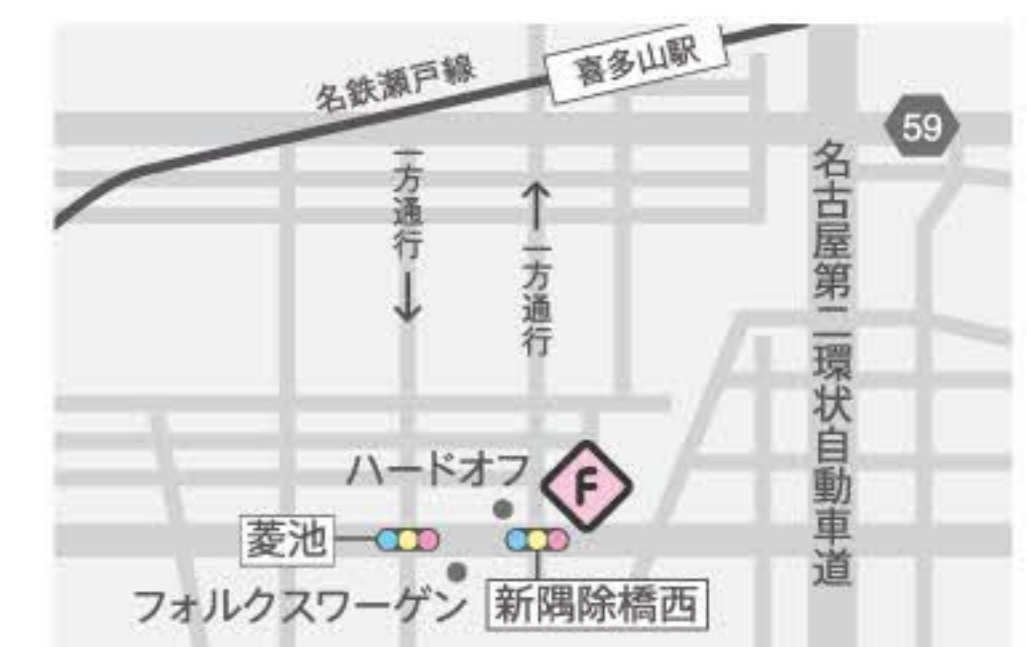 名鉄瀬戸線
喜多山駅
59
名古屋第二環状自動車道
一方通行
一方通行
ハードオフ
F
菱池
フォルクスワーゲン
新隅除橋西